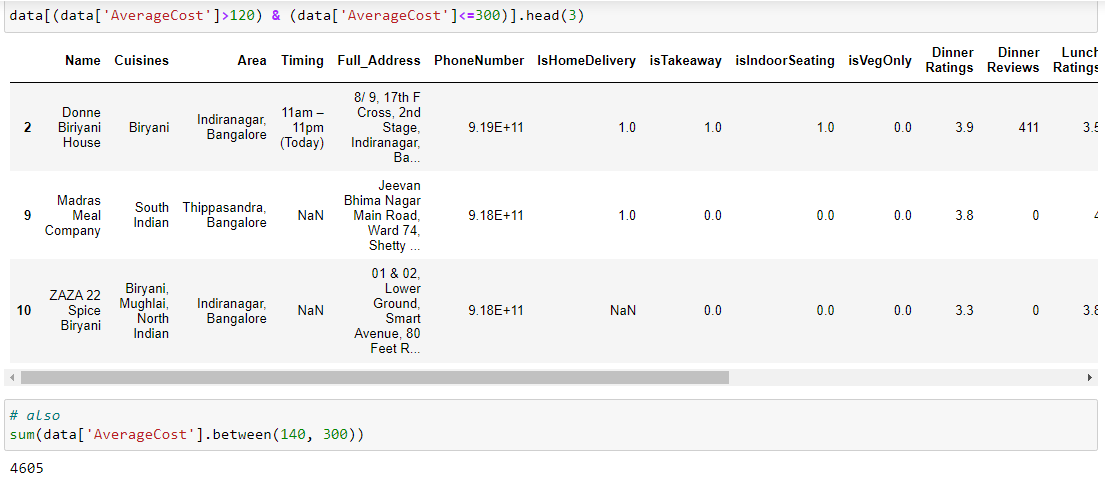 data[(data['AverageCost']>120) & (data['AverageCost']<=300)].head(3)
Name Cuisines Area Timing Full_Address PhoneNumber IsHomeDelivery isTakeaway isIndoorSeating isVegOnly Dinner Ratings Dinner Reviews Lunch Ratings
2 Donne Biriyani House Biryani Indiranagar, Bangalore 11am – 11pm (Today) 8/ 9, 17th F Cross, 2nd Stage, Indiranagar, Ba... 9.19E+11 1.0 1.0 1.0 0.0 3.9 411 3.5
9 Madras Meal Company South Indian Thippasandra, Bangalore NaN Jeevan Bhima Nagar Main Road, Ward 74, Shetty ... 9.18E+11 1.0 0.0 0.0 0.0 3.8 0 4
10 ZAZA 22 Spice Biryani Biryani, Mughlai, North Indian Indiranagar, Bangalore NaN 01 & 02, Lower Ground, Smart Avenue, 80 Feet R... 9.18E+11 NaN 0.0 0.0 0.0 3.3 0 3.8
# also
sum(data['AverageCost'].between(140, 300))
4605